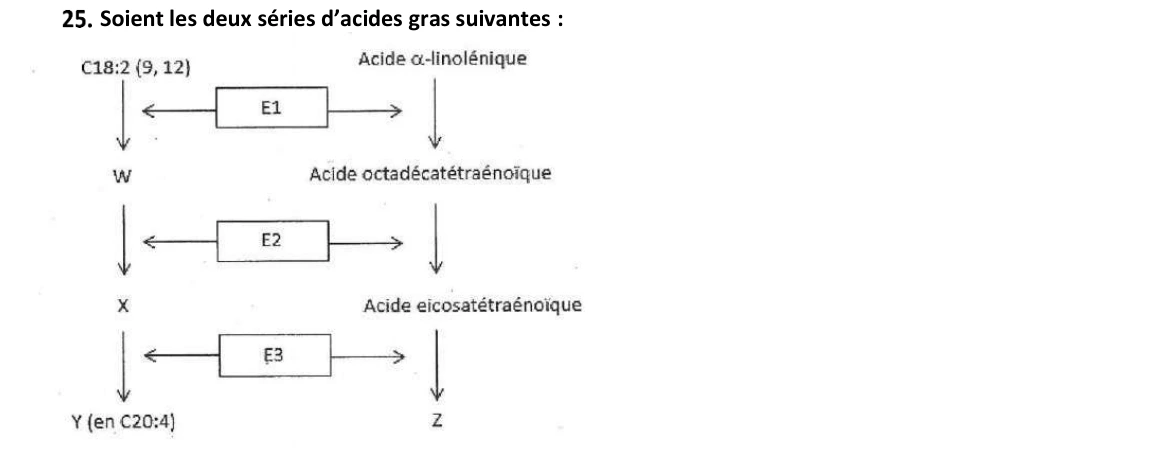 25. Soient les deux séries d'acides gras suivantes :
C18:2 (9, 12)
Acide α-linolénique
E1
W
Acide octadécatétraénoïque
E2
X
Acide eicosatétraénoïque
E3
Y (en C20:4)
Z